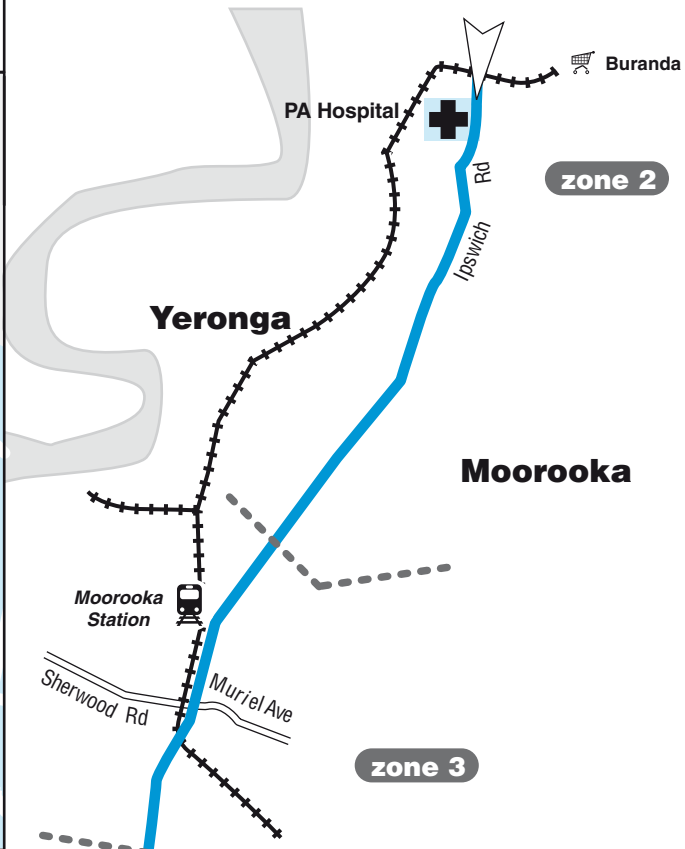 Buranda
PA Hospital
Rd
zone 2
Ipswich
Yeronga
Moorooka
Moorooka
Station
Sherwood Rd
Muriel Ave
zone 3